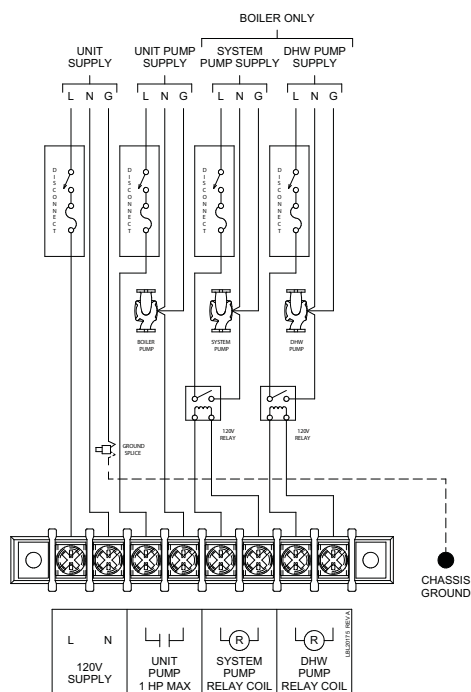 BOILER ONLY
UNIT
SUPPLY
UNIT PUMP
SUPPLY
SYSTEM
PUMP SUPPLY
DHW PUMP
SUPPLY
L N G
L N G
L N G
L N G
DISCONNECT
DISCONNECT
DISCONNECT
DISCONNECT
BOILER
PUMP
SYSTEM
PUMP
DHW
PUMP
120V
RELAY
120V
RELAY
GROUND
SPLICE
CHASSIS
GROUND
L N
120V
SUPPLY
UNIT
PUMP
1 HP MAX
R
SYSTEM
PUMP
RELAY COIL
R
DHW
PUMP
RELAY COIL
LBL20175 REV A